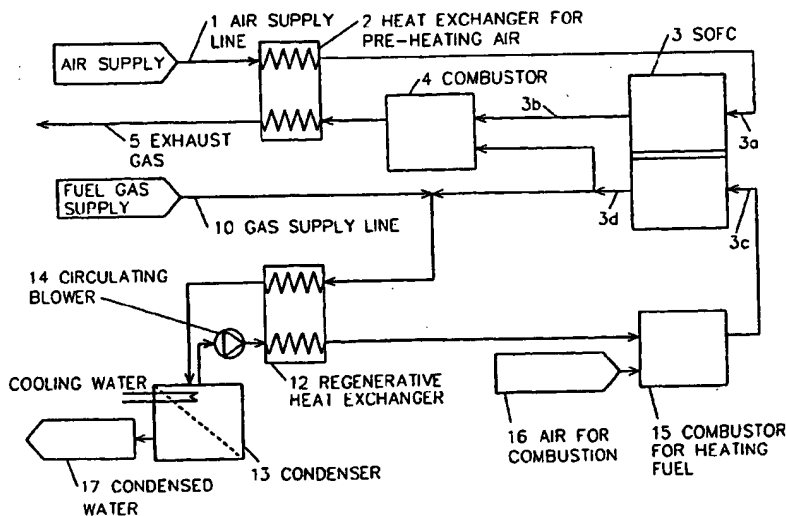 1 AIR SUPPLY
LINE
2 HEAT EXCHANGER FOR
PRE-HEATING AIR
3 SOFC
AIR SUPPLY
4 COMBUSTOR
3b
3a
5 EXHAUST
GAS
FUEL GAS
SUPPLY
10 GAS SUPPLY LINE
3d
3c
14 CIRCULATING
BLOWER
COOLING WATER
12 REGENERATIVE
HEAT EXCHANGER
16 AIR FOR
COMBUSTION
15 COMBUSTOR
FOR HEATING
FUEL
13 CONDENSER
17 CONDENSED
WATER